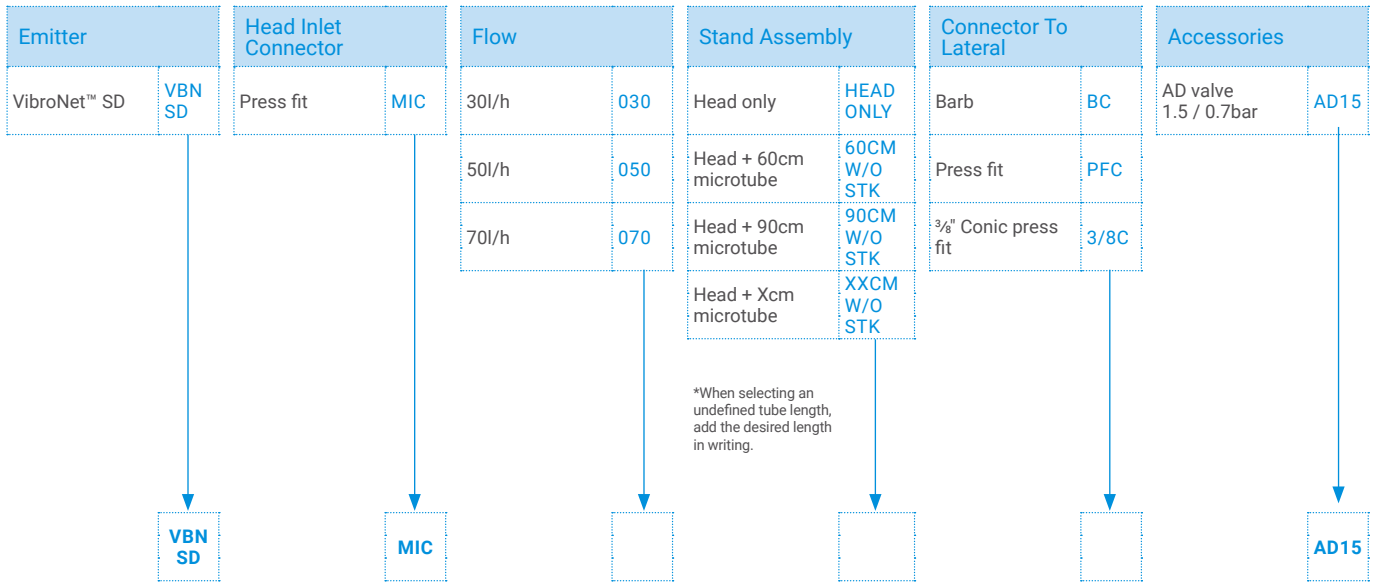 Emitter
Head Inlet
Connector
Flow
Stand Assembly
Connector To
Lateral
Accessories
VibroNet™ SD
VBN
SD
Press fit
MIC
30l/h
030
Head only
HEAD
ONLY
Barb
BC
AD valve
1.5 / 0.7bar
AD15
50l/h
050
Head + 60cm
microtube
60CM
W/O
STK
Press fit
PFC
70l/h
070
Head + 90cm
microtube
90CM
W/O
STK
⅜" Conic press
fit
3/8C
Head + Xcm
microtube
XXCM
W/O
STK
*When selecting an
undefined tube length,
add the desired length
in writing.
VBN
SD
MIC
AD15